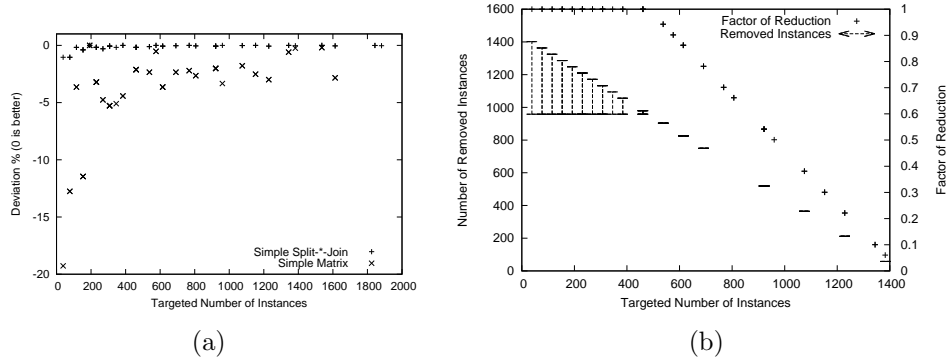 0
-5
-10
-15
-20
Deviation % (0 is better)
Simple Split-*-Join
Simple Matrix
0 200 400 600 800 1000 1200 1400 1600 1800 2000
Targeted Number of Instances
(a)
1600
1400
1200
1000
800
600
400
200
0
Number of Removed Instances
Factor of Reduction
Removed Instances
1
0.9
0.8
0.7
0.6
0.5
0.4
0.3
0.2
0.1
0
Factor of Reduction
0 200 400 600 800 1000 1200 1400
Targeted Number of Instances
(b)